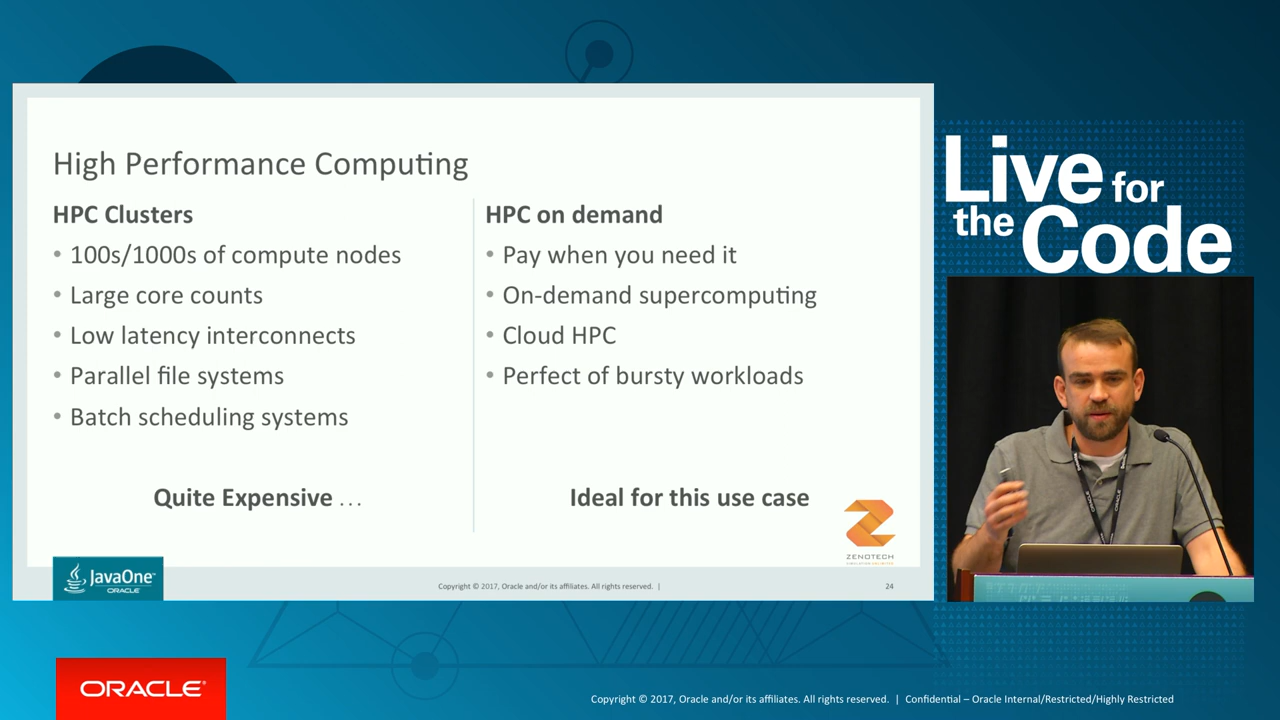 High Performance Computing
HPC Clusters
• 100s/1000s of compute nodes
• Large core counts
• Low latency interconnects
• Parallel file systems
• Batch scheduling systems
Quite Expensive ...
HPC on demand
• Pay when you need it
• On-demand supercomputing
• Cloud HPC
• Perfect of bursty workloads
Ideal for this use case
ZENOTECH
JavaOne™
ORACLE
Copyright © 2017, Oracle and/or its affiliates. All rights reserved. |
24
Live for
the Code
ORACLE®
Copyright © 2017, Oracle and/or its affiliates. All rights reserved. | Confidential – Oracle Internal/Restricted/Highly Restricted